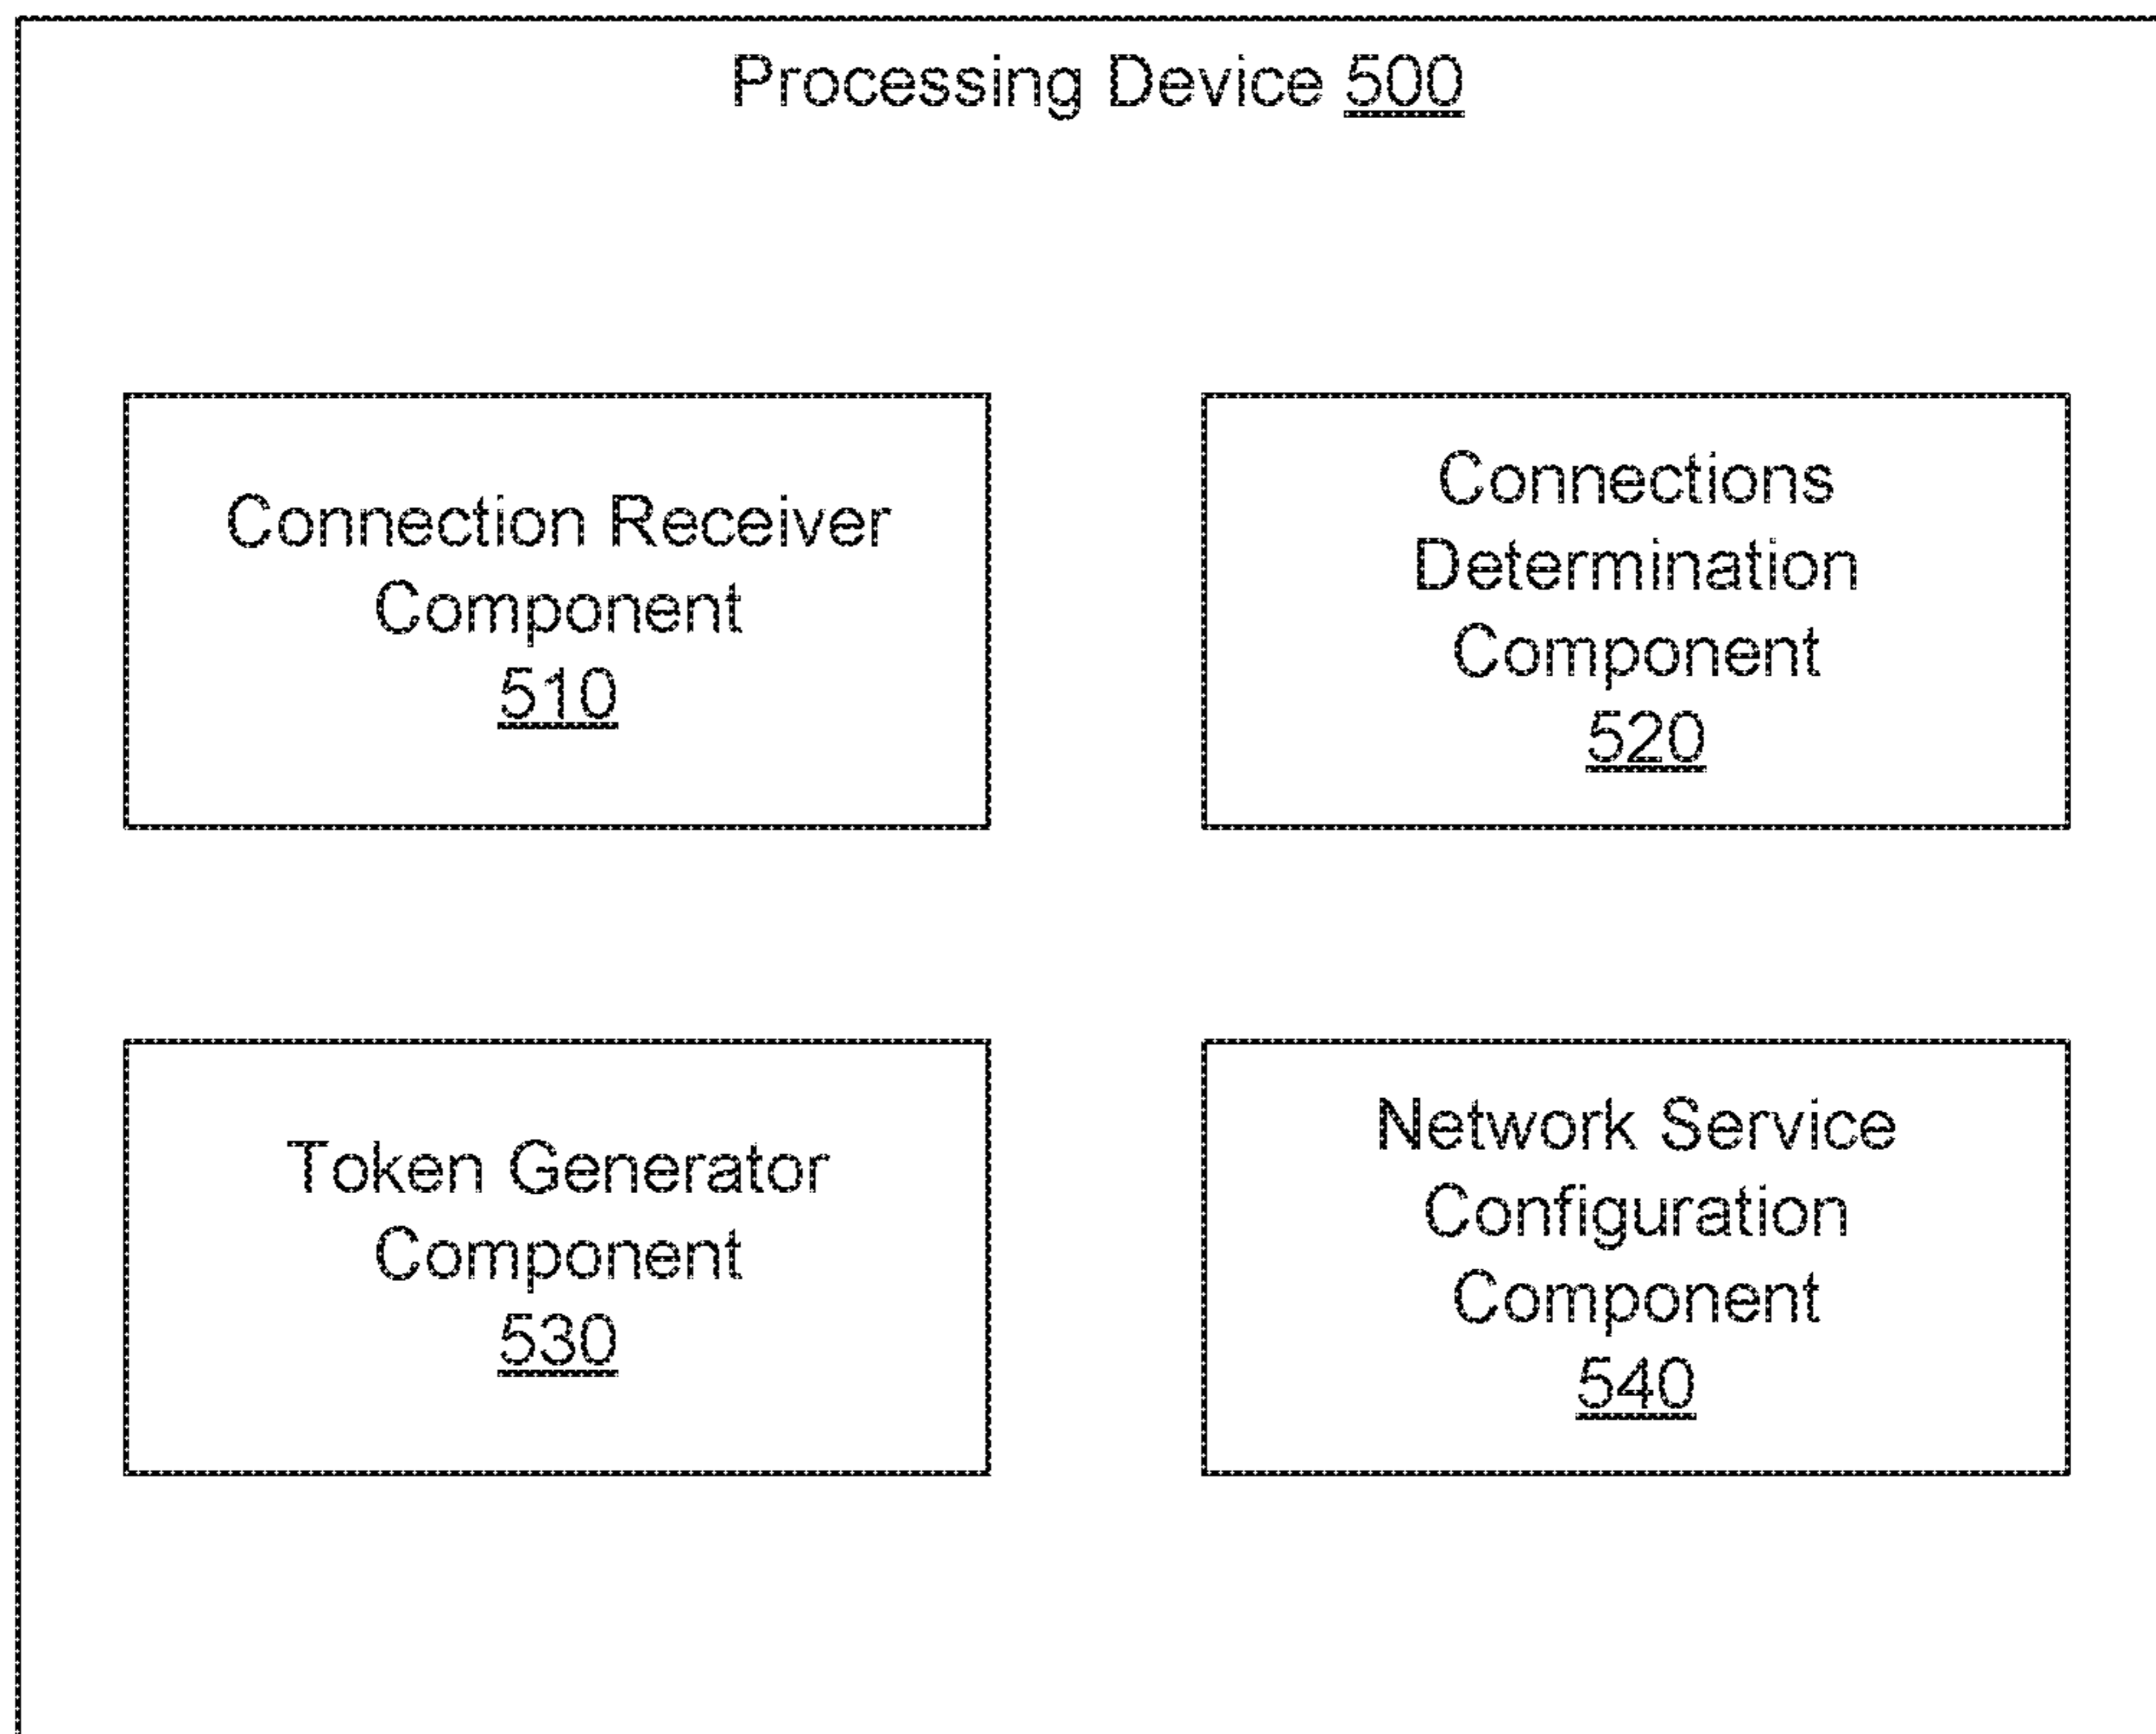 Processing Device 500
Connection Receiver
Component
510
Connections
Determination
Component
520
Token Generator
Component
530
Network Service
Configuration
Component
540